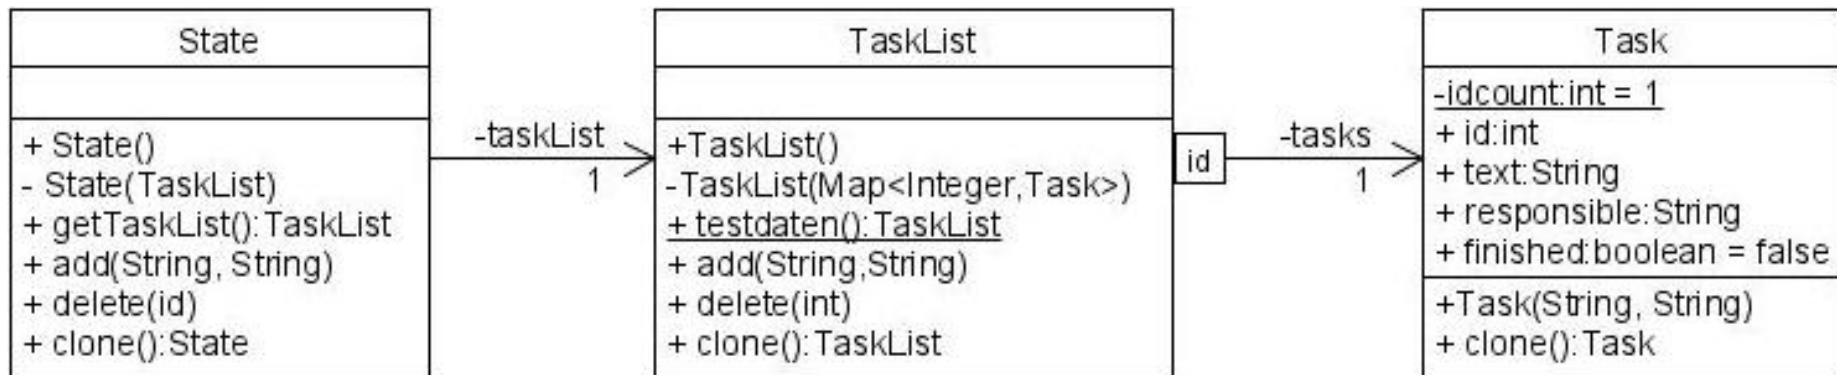 State
+ State()
- State(TaskList)
+ getTaskList():TaskList
+ add(String, String)
+ delete(id)
+ clone():State
-taskList
1
TaskList
+TaskList()
-TaskList(Map<Integer,Task>)
+ testdaten():TaskList
+ add(String,String)
+ delete(int)
+ clone():TaskList
id
-tasks
1
Task
-idcount:int = 1
+ id:int
+ text:String
+ responsible:String
+ finished:boolean = false
+Task(String, String)
+ clone():Task